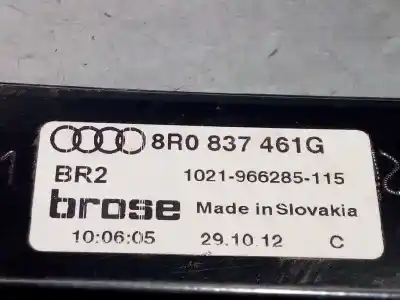 8R0 837 461G
BR2 1021-966285-115
brose Made in Slovakia
10:06:05 29.10.12 C